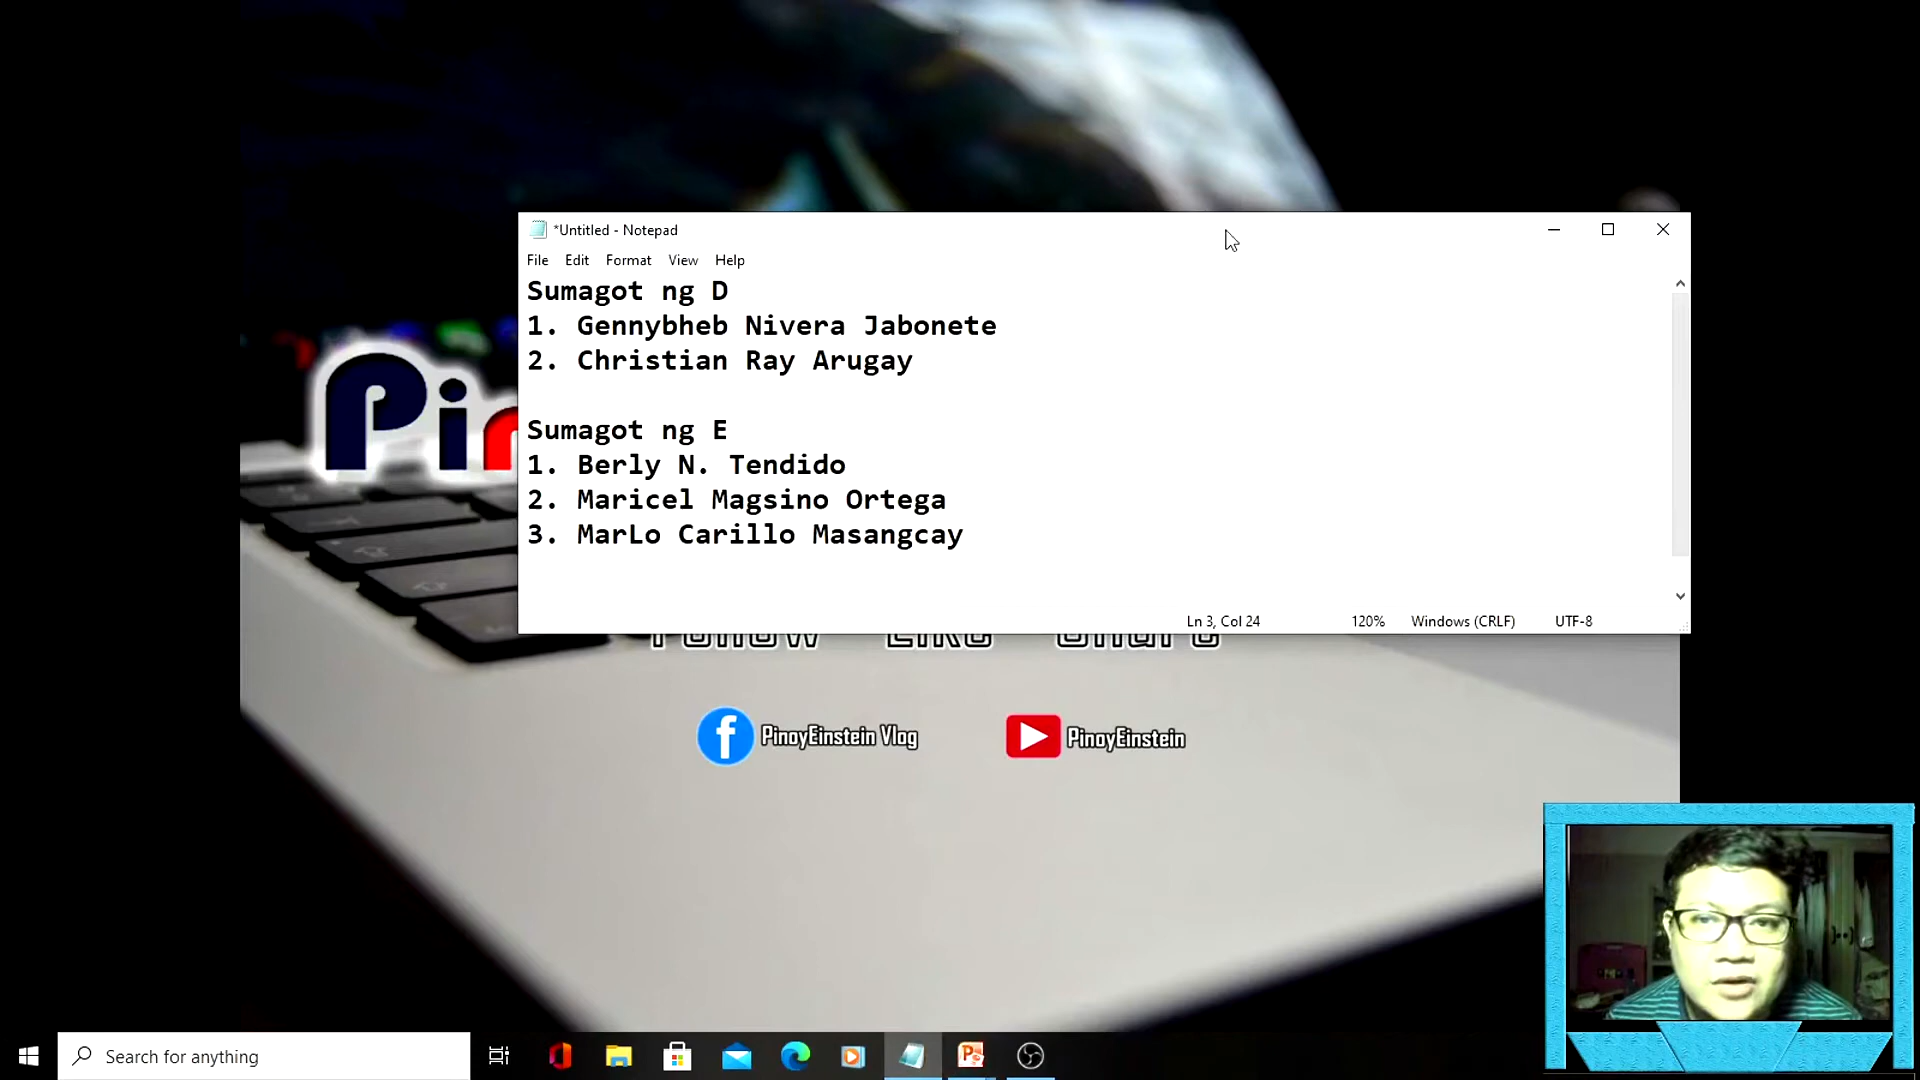 *Untitled - Notepad
File Edit Format View Help
Sumagot ng D
1. Gennybheb Nivera Jabonete
2. Christian Ray Arugay
Sumagot ng E
1. Berly N. Tendido
2. Maricel Magsino Ortega
3. MarLo Carillo Masangcay
Ln 3, Col 24 120% Windows (CRLF) UTF-8
Pin
PinoyEinstein Vlog PinoyEinstein
Search for anything